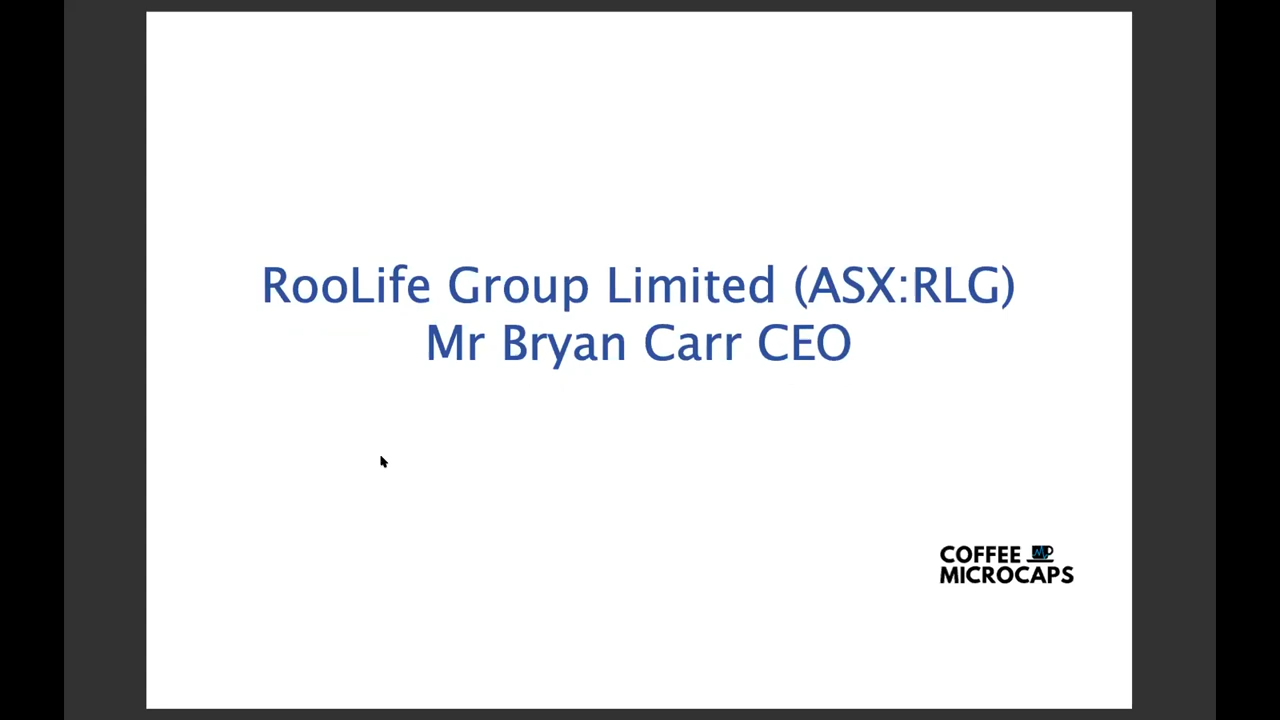 RooLife Group Limited (ASX:RLG)
Mr Bryan Carr CEO
COFFEE
MICROCAPS